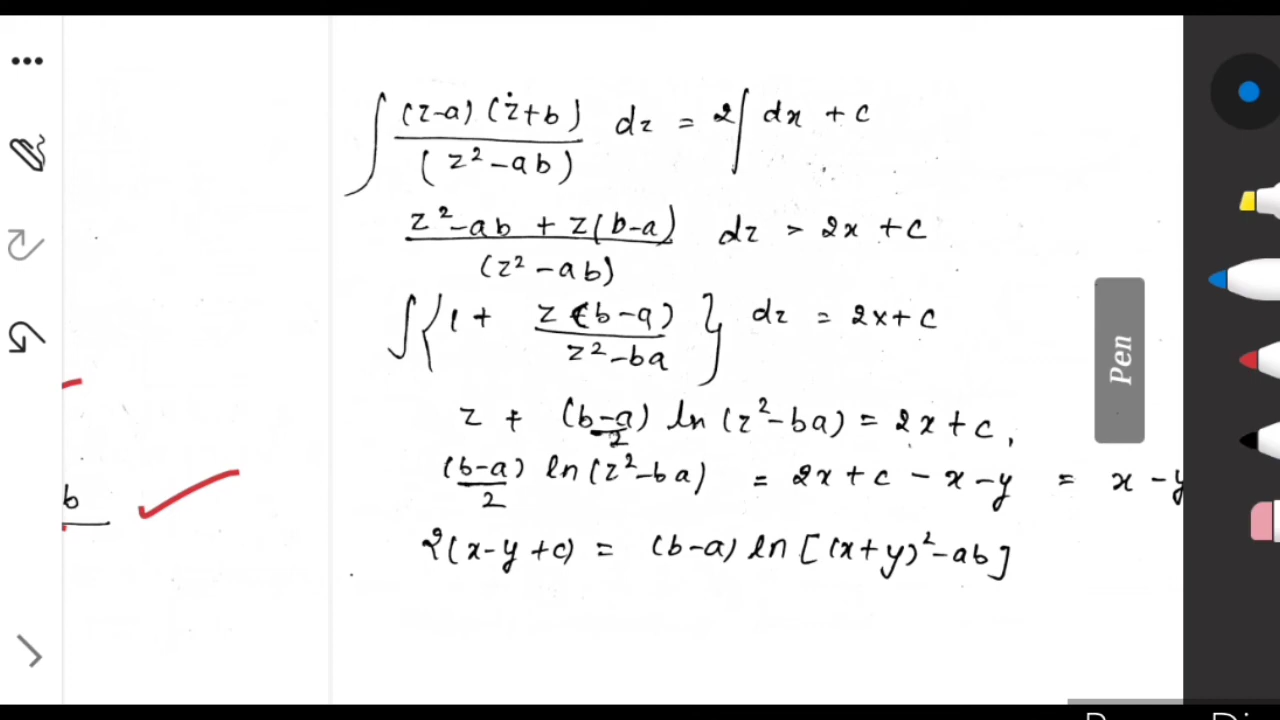 ∫ (z-a) (z+b) / (z² - ab) dz = 2∫ dx + c
z² - ab + z(b-a) / (z² - ab) dz = 2x + c
∫ { 1 + z (b-a) / z² - ba } dz = 2x + c
z + (b-a)/2 ln (z² - ba) = 2x + c,
(b-a)/2 ln (z² - ba) = 2x + c - x - y = x - y
2(x-y+c) = (b-a) ln [(x+y)² - ab]
b
Pen